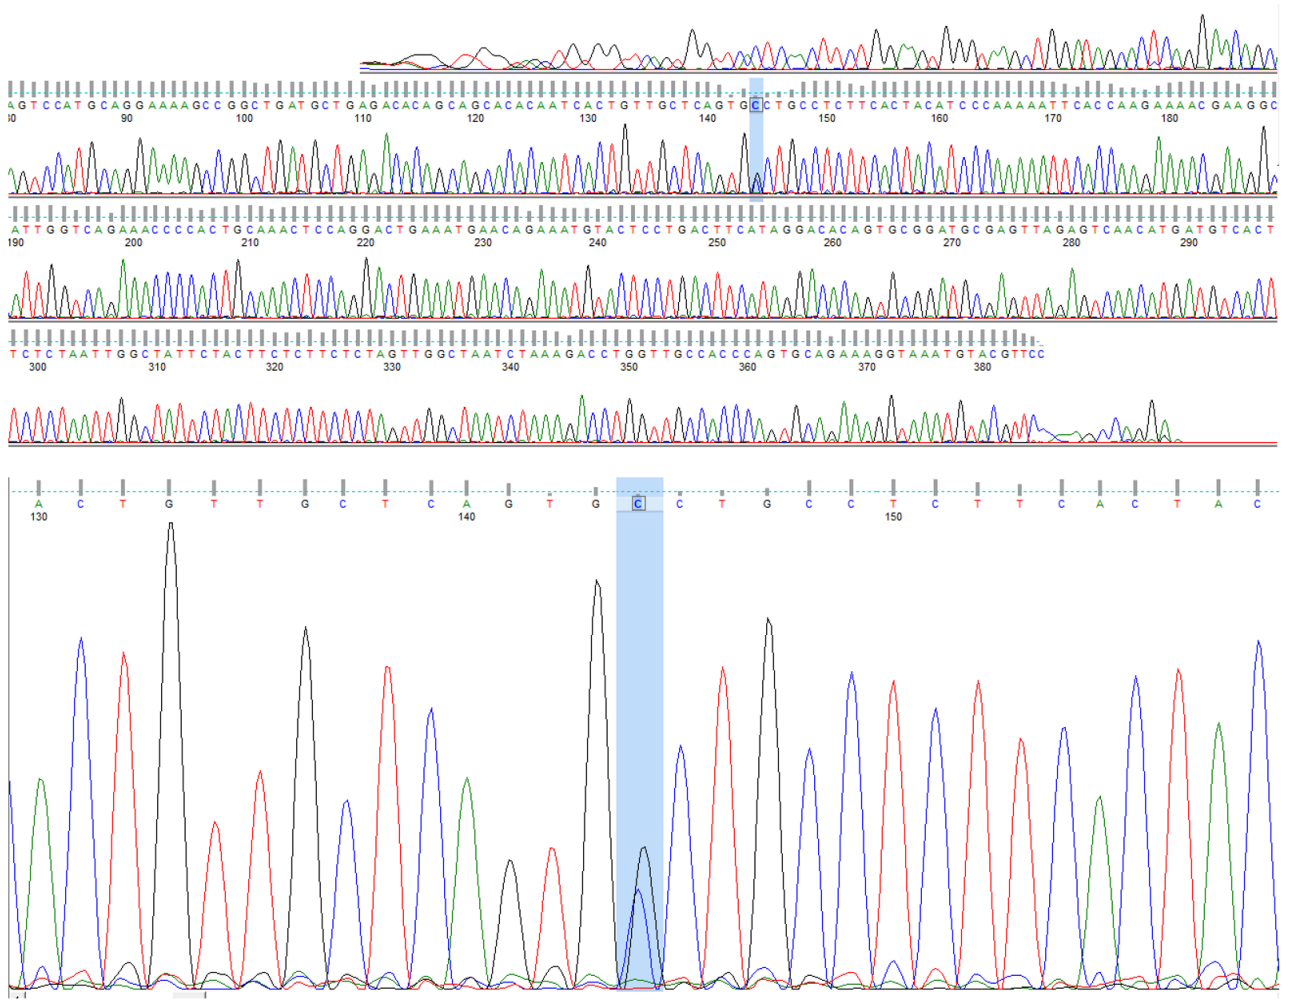 AGTCCATGCAGGAAAAGCCGGCTGATGCTGAGACACAGCAGCACACAATCACTGTTGCTCAGTGCCTGCCTCTTCACTACATCCCAAAAATTCACCAAGAAAACGAAGGC
90 100 110 120 130 140 150 160 170 180
ATTGGTCAGAAACCCCACTGCAAACTCCAGGACTGAAATGAACAGAAATGTACTCCTGACTTCATAGGACACAGTGCGGATGCGAGTTAGAGTCAACATGATGTCACT
190 200 210 220 230 240 250 260 270 280 290
TCTCTAATTGGCTATTCTACTTCTCTTCTCTAGTTGGCTAATCTAAAGACCTGGTTGCCACCCAGTGCAGAAAGGTAAATGTACGTTCC
300 310 320 330 340 350 360 370 380
A C T G T T G C T C A G T G C C T G C C T C T T C A C T A C
130 140 150